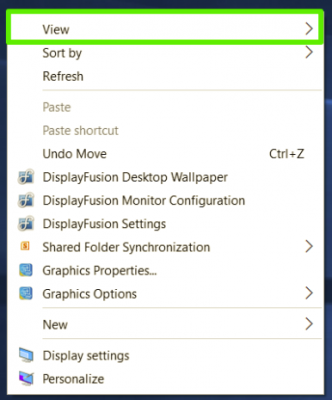 View
Sort by
Refresh
Paste
Paste shortcut
Undo Move Ctrl+Z
DisplayFusion Desktop Wallpaper
DisplayFusion Monitor Configuration
DisplayFusion Settings
Shared Folder Synchronization
Graphics Properties...
Graphics Options
New
Display settings
Personalize